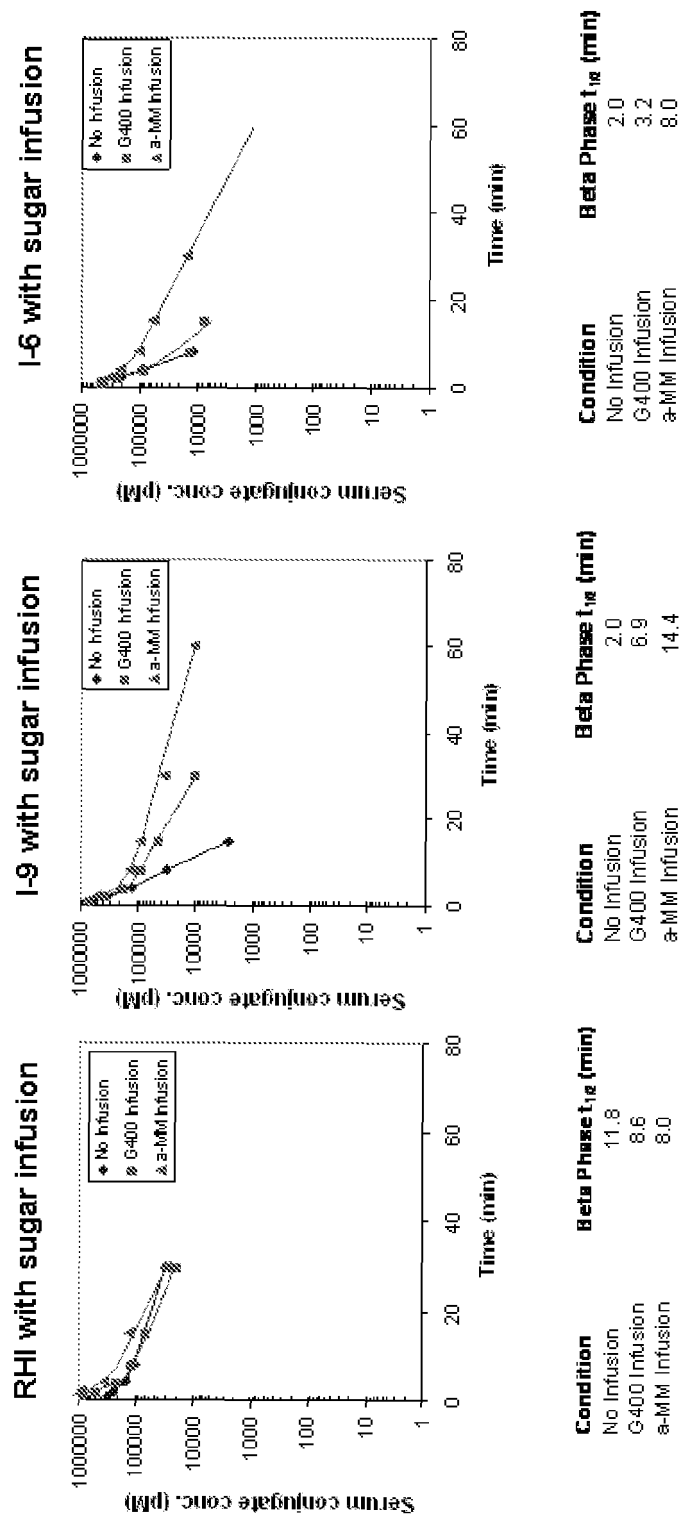 RHI with sugar infusion
1000000
100000
10000
1000
100
10
1
Serum conjugate conc. (pM)
0
20
40
60
80
Time (min)
No Infusion
G400 Infusion
a-MM Infusion
Condition Beta Phase t1/2 (min)
No Infusion 11.8
G400 Infusion 8.6
a-MM Infusion 8.0
I-9 with sugar infusion
1000000
100000
10000
1000
100
10
1
Serum conjugate conc. (pM)
0
20
40
60
80
Time (min)
No Infusion
G400 Infusion
a-MM Infusion
Condition Beta Phase t1/2 (min)
No Infusion 2.0
G400 Infusion 6.9
a-MM Infusion 14.4
I-6 with sugar infusion
1000000
100000
10000
1000
100
10
1
Serum conjugate conc. (pM)
0
20
40
60
80
Time (min)
No Infusion
G400 Infusion
a-MM Infusion
Condition Beta Phase t1/2 (min)
No Infusion 2.0
G400 Infusion 3.2
a-MM Infusion 8.0